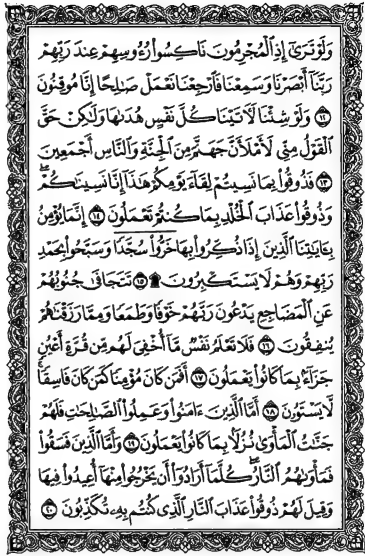 وَلَوۡ تَرَىٰٓ إِذِ ٱلۡمُجۡرِمُونَ نَاكِسُواْ رُءُوسِهِمۡ عِندَ رَبِّهِمۡ
رَبَّنَآ أَبۡصَرۡنَا وَسَمِعۡنَا فَٱرۡجِعۡنَا نَعۡمَلۡ صَٰلِحًا إِنَّا مُوقِنُونَ
١٢ وَلَوۡ شِئۡنَا لَأٓتَيۡنَا كُلَّ نَفۡسٍ هُدَىٰهَا وَلَٰكِنۡ حَقَّ
ٱلۡقَوۡلُ مِنِّي لَأَمۡلَأَنَّ جَهَنَّمَ مِنَ ٱلۡجِنَّةِ وَٱلنَّاسِ أَجۡمَعِينَ
١٣ فَذُوقُواْ بِمَا نَسِيتُمۡ لِقَآءَ يَوۡمِكُمۡ هَٰذَآ إِنَّا نَسِينَٰكُمۡۖ
وَذُوقُواْ عَذَابَ ٱلۡخُلۡدِ بِمَا كُنتُمۡ تَعۡمَلُونَ ١٤ إِنَّمَا يُؤۡمِنُ
بِـَٔايَٰتِنَا ٱلَّذِينَ إِذَا ذُكِّرُواْ بِهَا خَرُّواْ سُجَّدٗا وَسَبَّحُواْ بِحَمۡدِ
رَبِّهِمۡ وَهُمۡ لَا يَسۡتَكۡبِرُونَ ۩ ١٥ تَتَجَافَىٰ جُنُوبُهُمۡ
عَنِ ٱلۡمَضَاجِعِ يَدۡعُونَ رَبَّهُمۡ خَوۡفٗا وَطَمَعٗا وَمِمَّا رَزَقۡنَٰهُمۡ
يُنفِقُونَ ١٦ فَلَا تَعۡلَمُ نَفۡسٞ مَّآ أُخۡفِيَ لَهُم مِّن قُرَّةِ أَعۡيُنٖ
جَزَآءَۢ بِمَا كَانُواْ يَعۡمَلُونَ ١٧ أَفَمَن كَانَ مُؤۡمِنٗا كَمَن كَانَ فَاسِقٗاۚ
لَّا يَسۡتَوُۥنَ ١٨ أَمَّا ٱلَّذِينَ ءَامَنُواْ وَعَمِلُواْ ٱلصَّٰلِحَٰتِ فَلَهُمۡ
جَنَّٰتُ ٱلۡمَأۡوَىٰ نُزُلَۢا بِمَا كَانُواْ يَعۡمَلُونَ ١٩ وَأَمَّا ٱلَّذِينَ فَسَقُواْ
فَمَأۡوَىٰهُمُ ٱلنَّارُۖ كُلَّمَآ أَرَادُوٓاْ أَن يَخۡرُجُواْ مِنۡهَآ أُعِيدُواْ فِيهَا
وَقِيلَ لَهُمۡ ذُوقُواْ عَذَابَ ٱلنَّارِ ٱلَّذِي كُنتُم بِهِۦ تُكَذِّبُونَ ٢٠